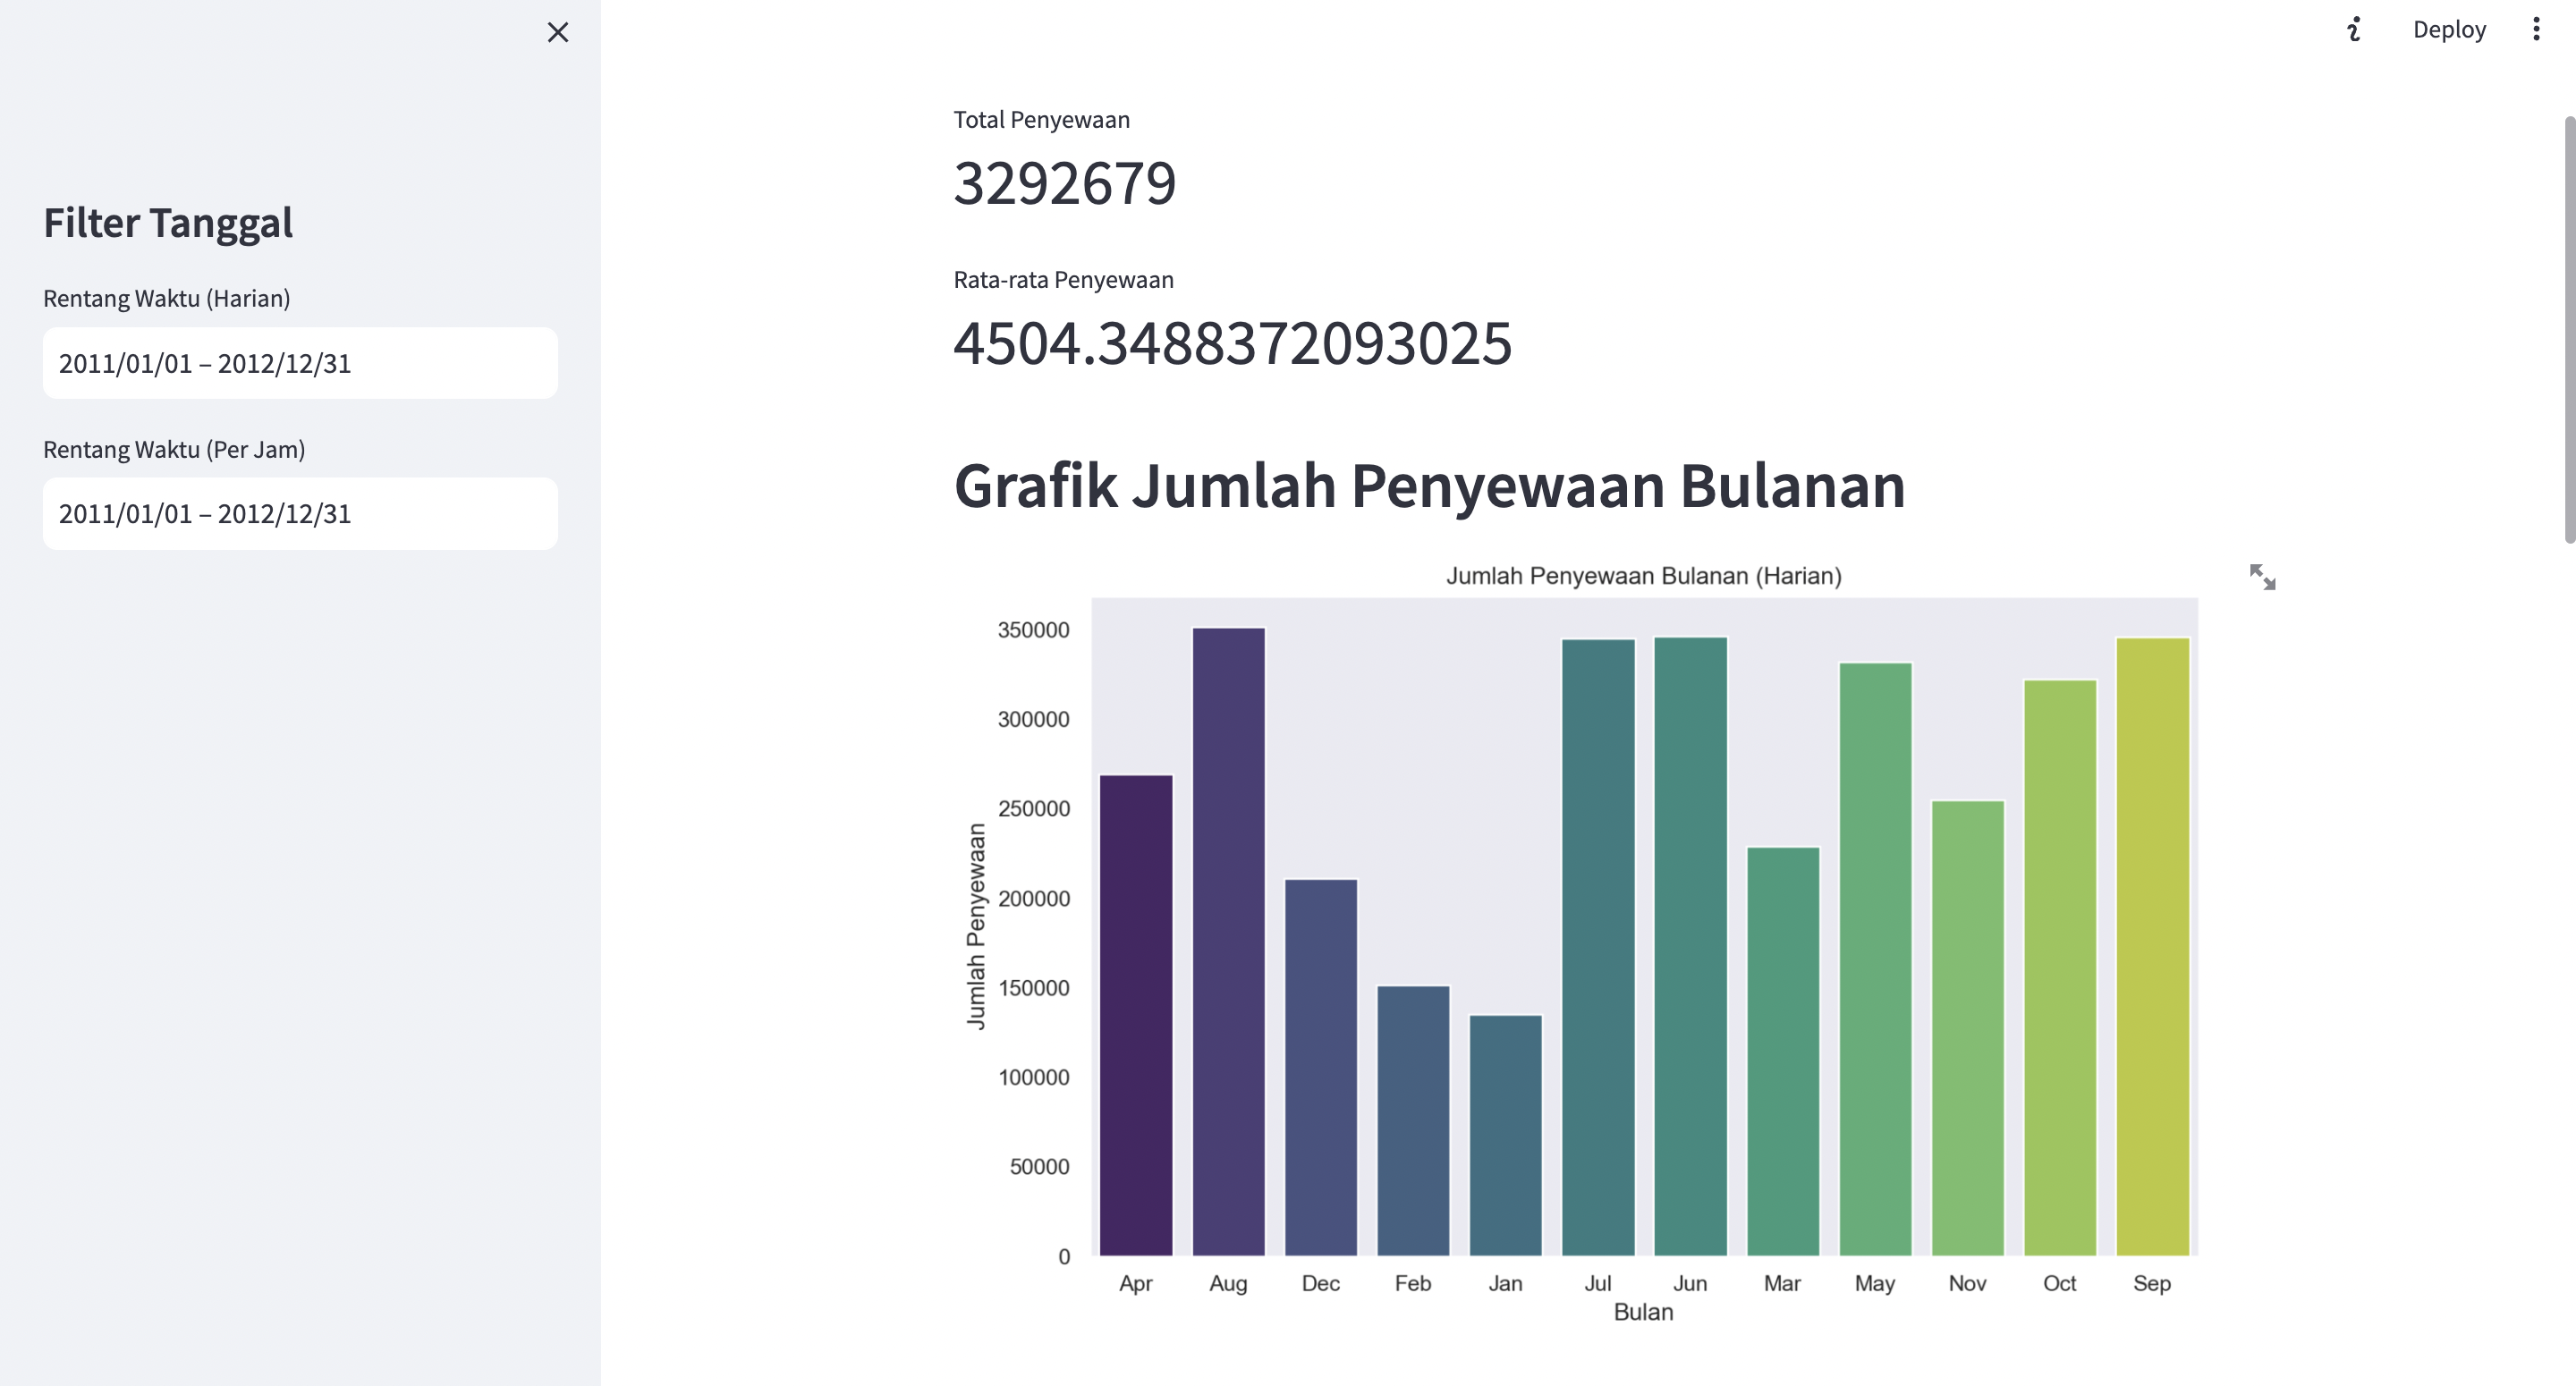 Deploy
Filter Tanggal
Rentang Waktu (Harian)
2011/01/01 – 2012/12/31
Rentang Waktu (Per Jam)
2011/01/01 – 2012/12/31
Total Penyewaan
3292679
Rata-rata Penyewaan
4504.3488372093025
Grafik Jumlah Penyewaan Bulanan
Jumlah Penyewaan Bulanan (Harian)
Jumlah Penyewaan
350000
300000
250000
200000
150000
100000
50000
0
Apr Aug Dec Feb Jan Jul Jun Mar May Nov Oct Sep
Bulan